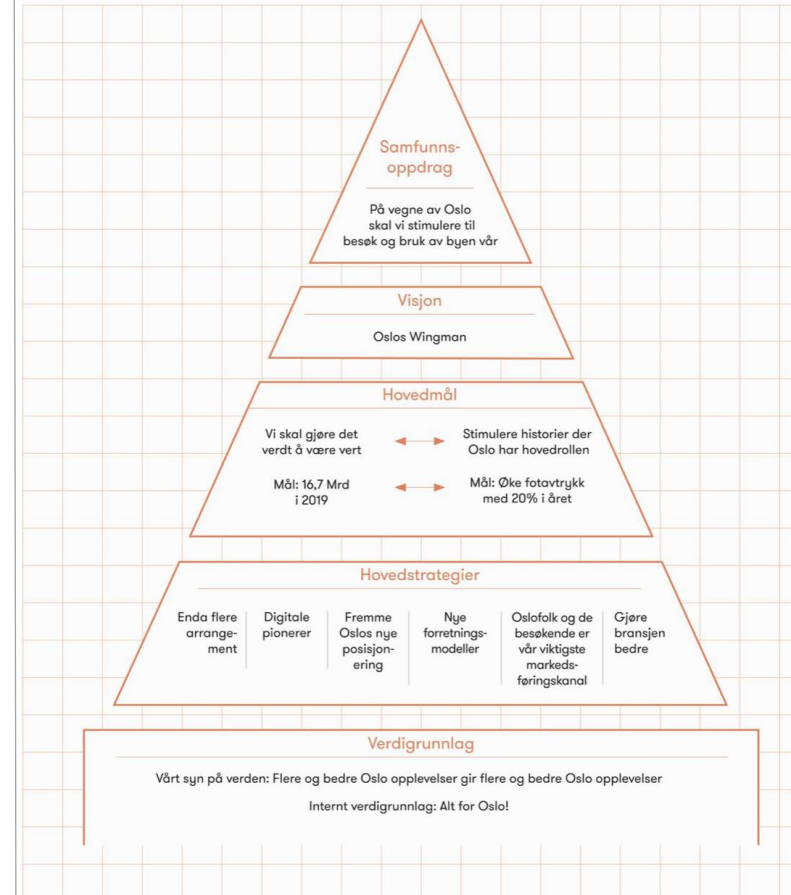 Samfunns-
oppdrag
På vegne av Oslo
skal vi stimulere til
besøk og bruk av byen vår
Visjon
Oslos Wingman
Hovedmål
Vi skal gjøre det
verdt å være vert
Stimulere historier der
Oslo har hovedrollen
Mål: 16,7 Mrd
i 2019
Mål: Øke fotavtrykk
med 20% i året
Hovedstrategier
Enda flere
arrange-
ment
Digitale
pionerer
Fremme
Oslos nye
posisjon-
ering
Nye
forretnings-
modeller
Oslofolk og de
besøkende er
vår viktigste
markeds-
føringskanal
Gjøre
bransjen
bedre
Verdigrunnlag
Vårt syn på verden: Flere og bedre Oslo opplevelser gir flere og bedre Oslo opplevelser
Internt verdigrunnlag: Alt for Oslo!